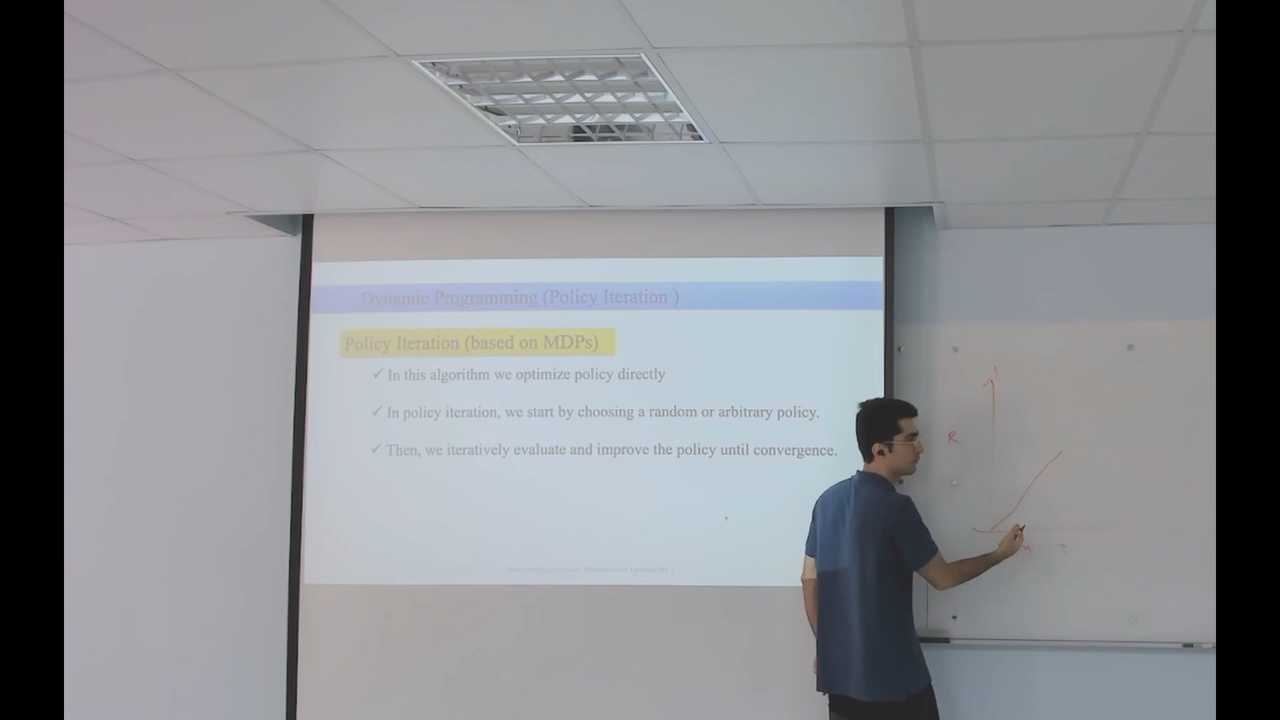 Dynamic Programming (Policy Iteration )
Policy Iteration (based on MDPs)
✓ In this algorithm we optimize policy directly
✓ In policy iteration, we start by choosing a random or arbitrary policy.
✓ Then, we iteratively evaluate and improve the policy until convergence.
R